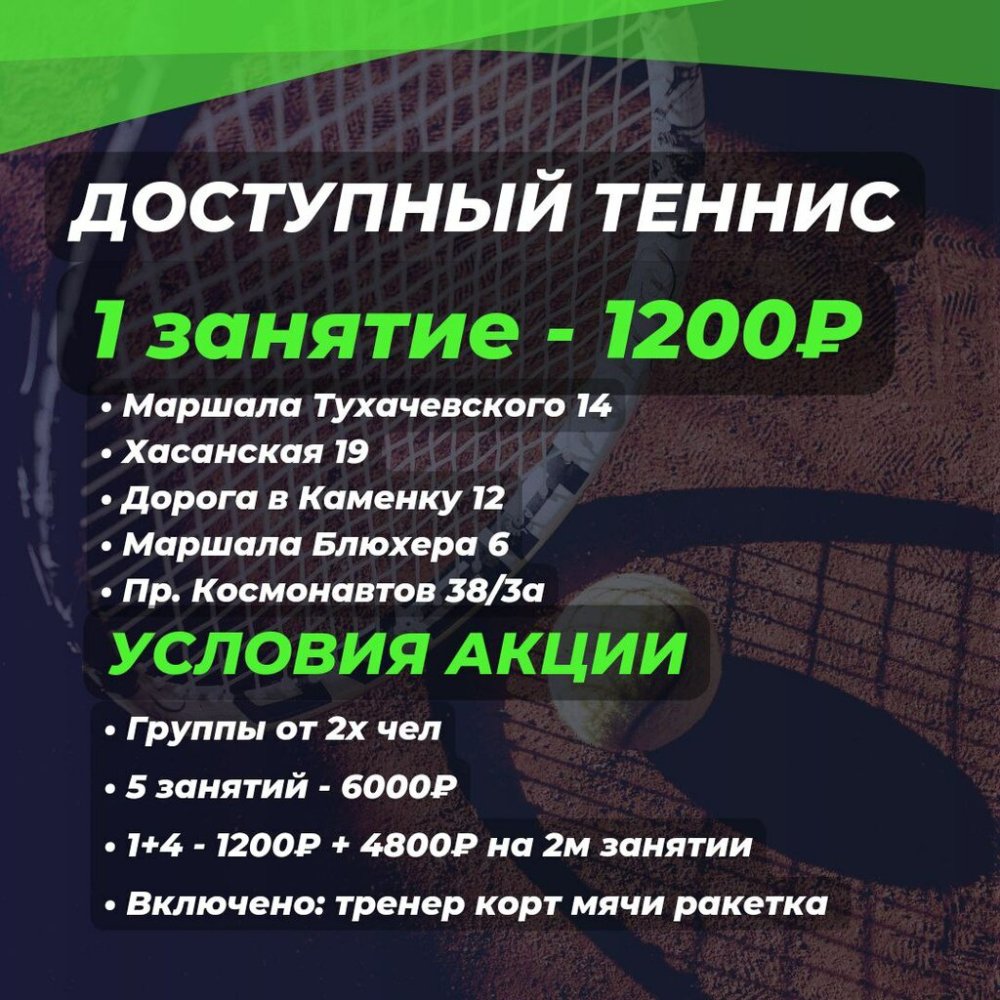 ДОСТУПНЫЙ ТЕННИС
1 занятие - 1200₽
• Маршала Тухачевского 14
• Хасанская 19
• Дорога в Каменку 12
• Маршала Блюхера 6
• Пр. Космонавтов 38/3а
УСЛОВИЯ АКЦИИ
• Группы от 2х чел
• 5 занятий - 6000₽
• 1+4 - 1200₽ + 4800₽ на 2м занятии
• Включено: тренер корт мячи ракетка